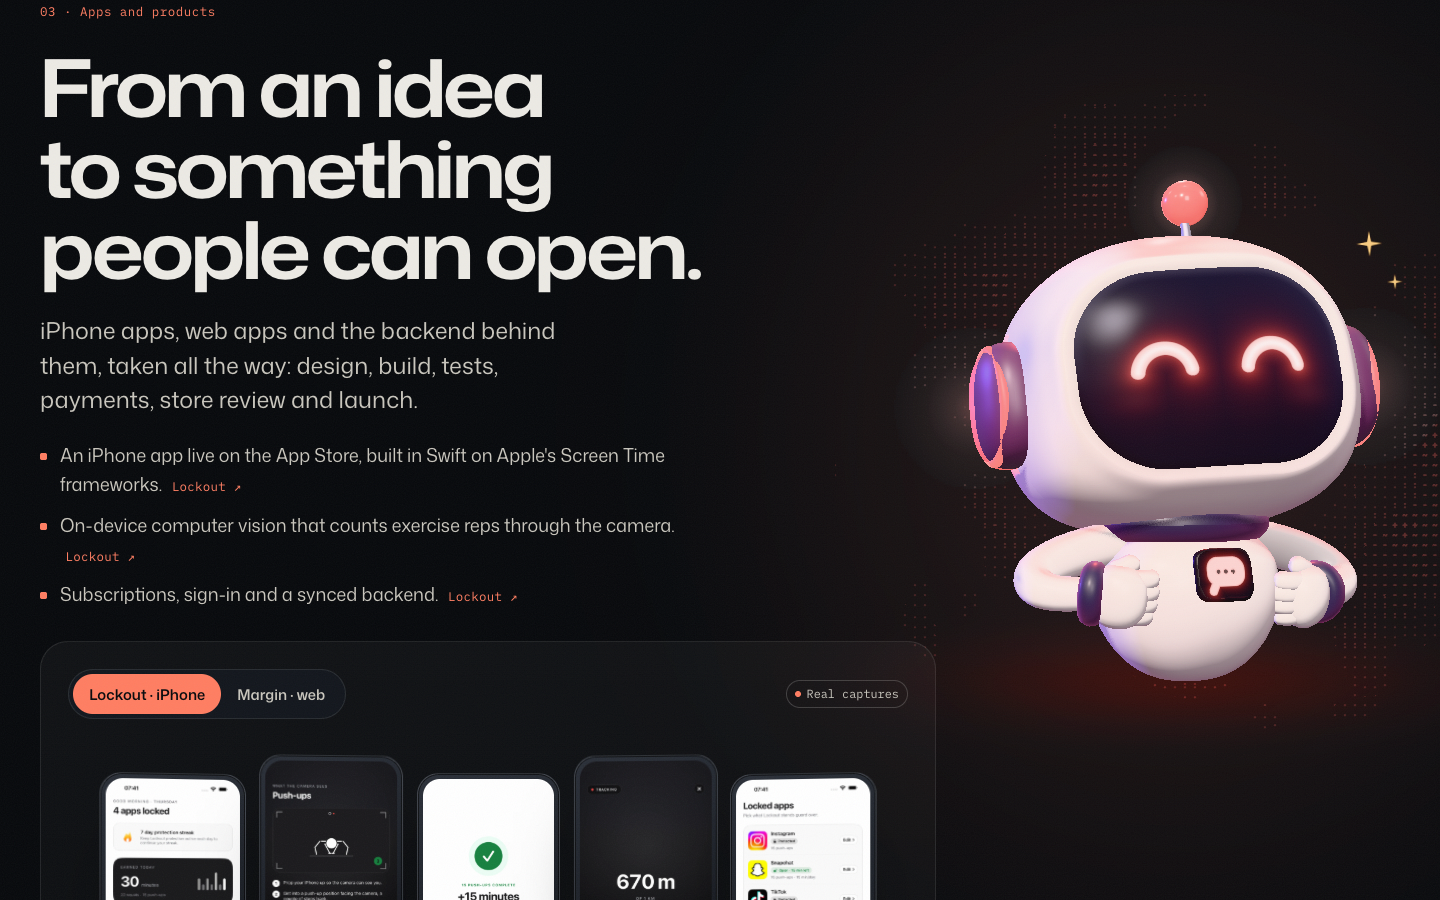 03 · Apps and products
From an idea
to something
people can open.
iPhone apps, web apps and the backend behind
them, taken all the way: design, build, tests,
payments, store review and launch.
An iPhone app live on the App Store, built in Swift on Apple's Screen Time
frameworks. Lockout ↗
On-device computer vision that counts exercise reps through the camera.
Lockout ↗
Subscriptions, sign-in and a synced backend. Lockout ↗
Lockout · iPhone
Margin · web
Real captures
07:41
4 apps locked
7 day protection streak
30 minutes
Push-ups
+15 minutes
TRACKING
670 m
07:41
Locked apps
Instagram
Snapchat
TikTok